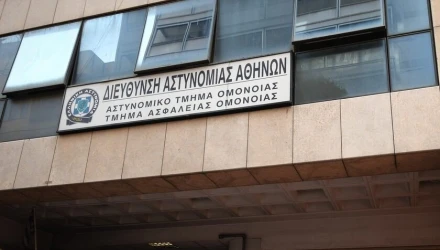 ΔΙΕΥΘΥΝΣΗ ΑΣΤΥΝΟΜΙΑΣ ΑΘΗΝΩΝ
ΑΣΤΥΝΟΜΙΚΟ ΤΜΗΜΑ ΟΜΟΝΟΙΑΣ
ΤΜΗΜΑ ΑΣΦΑΛΕΙΑΣ ΟΜΟΝΟΙΑΣ